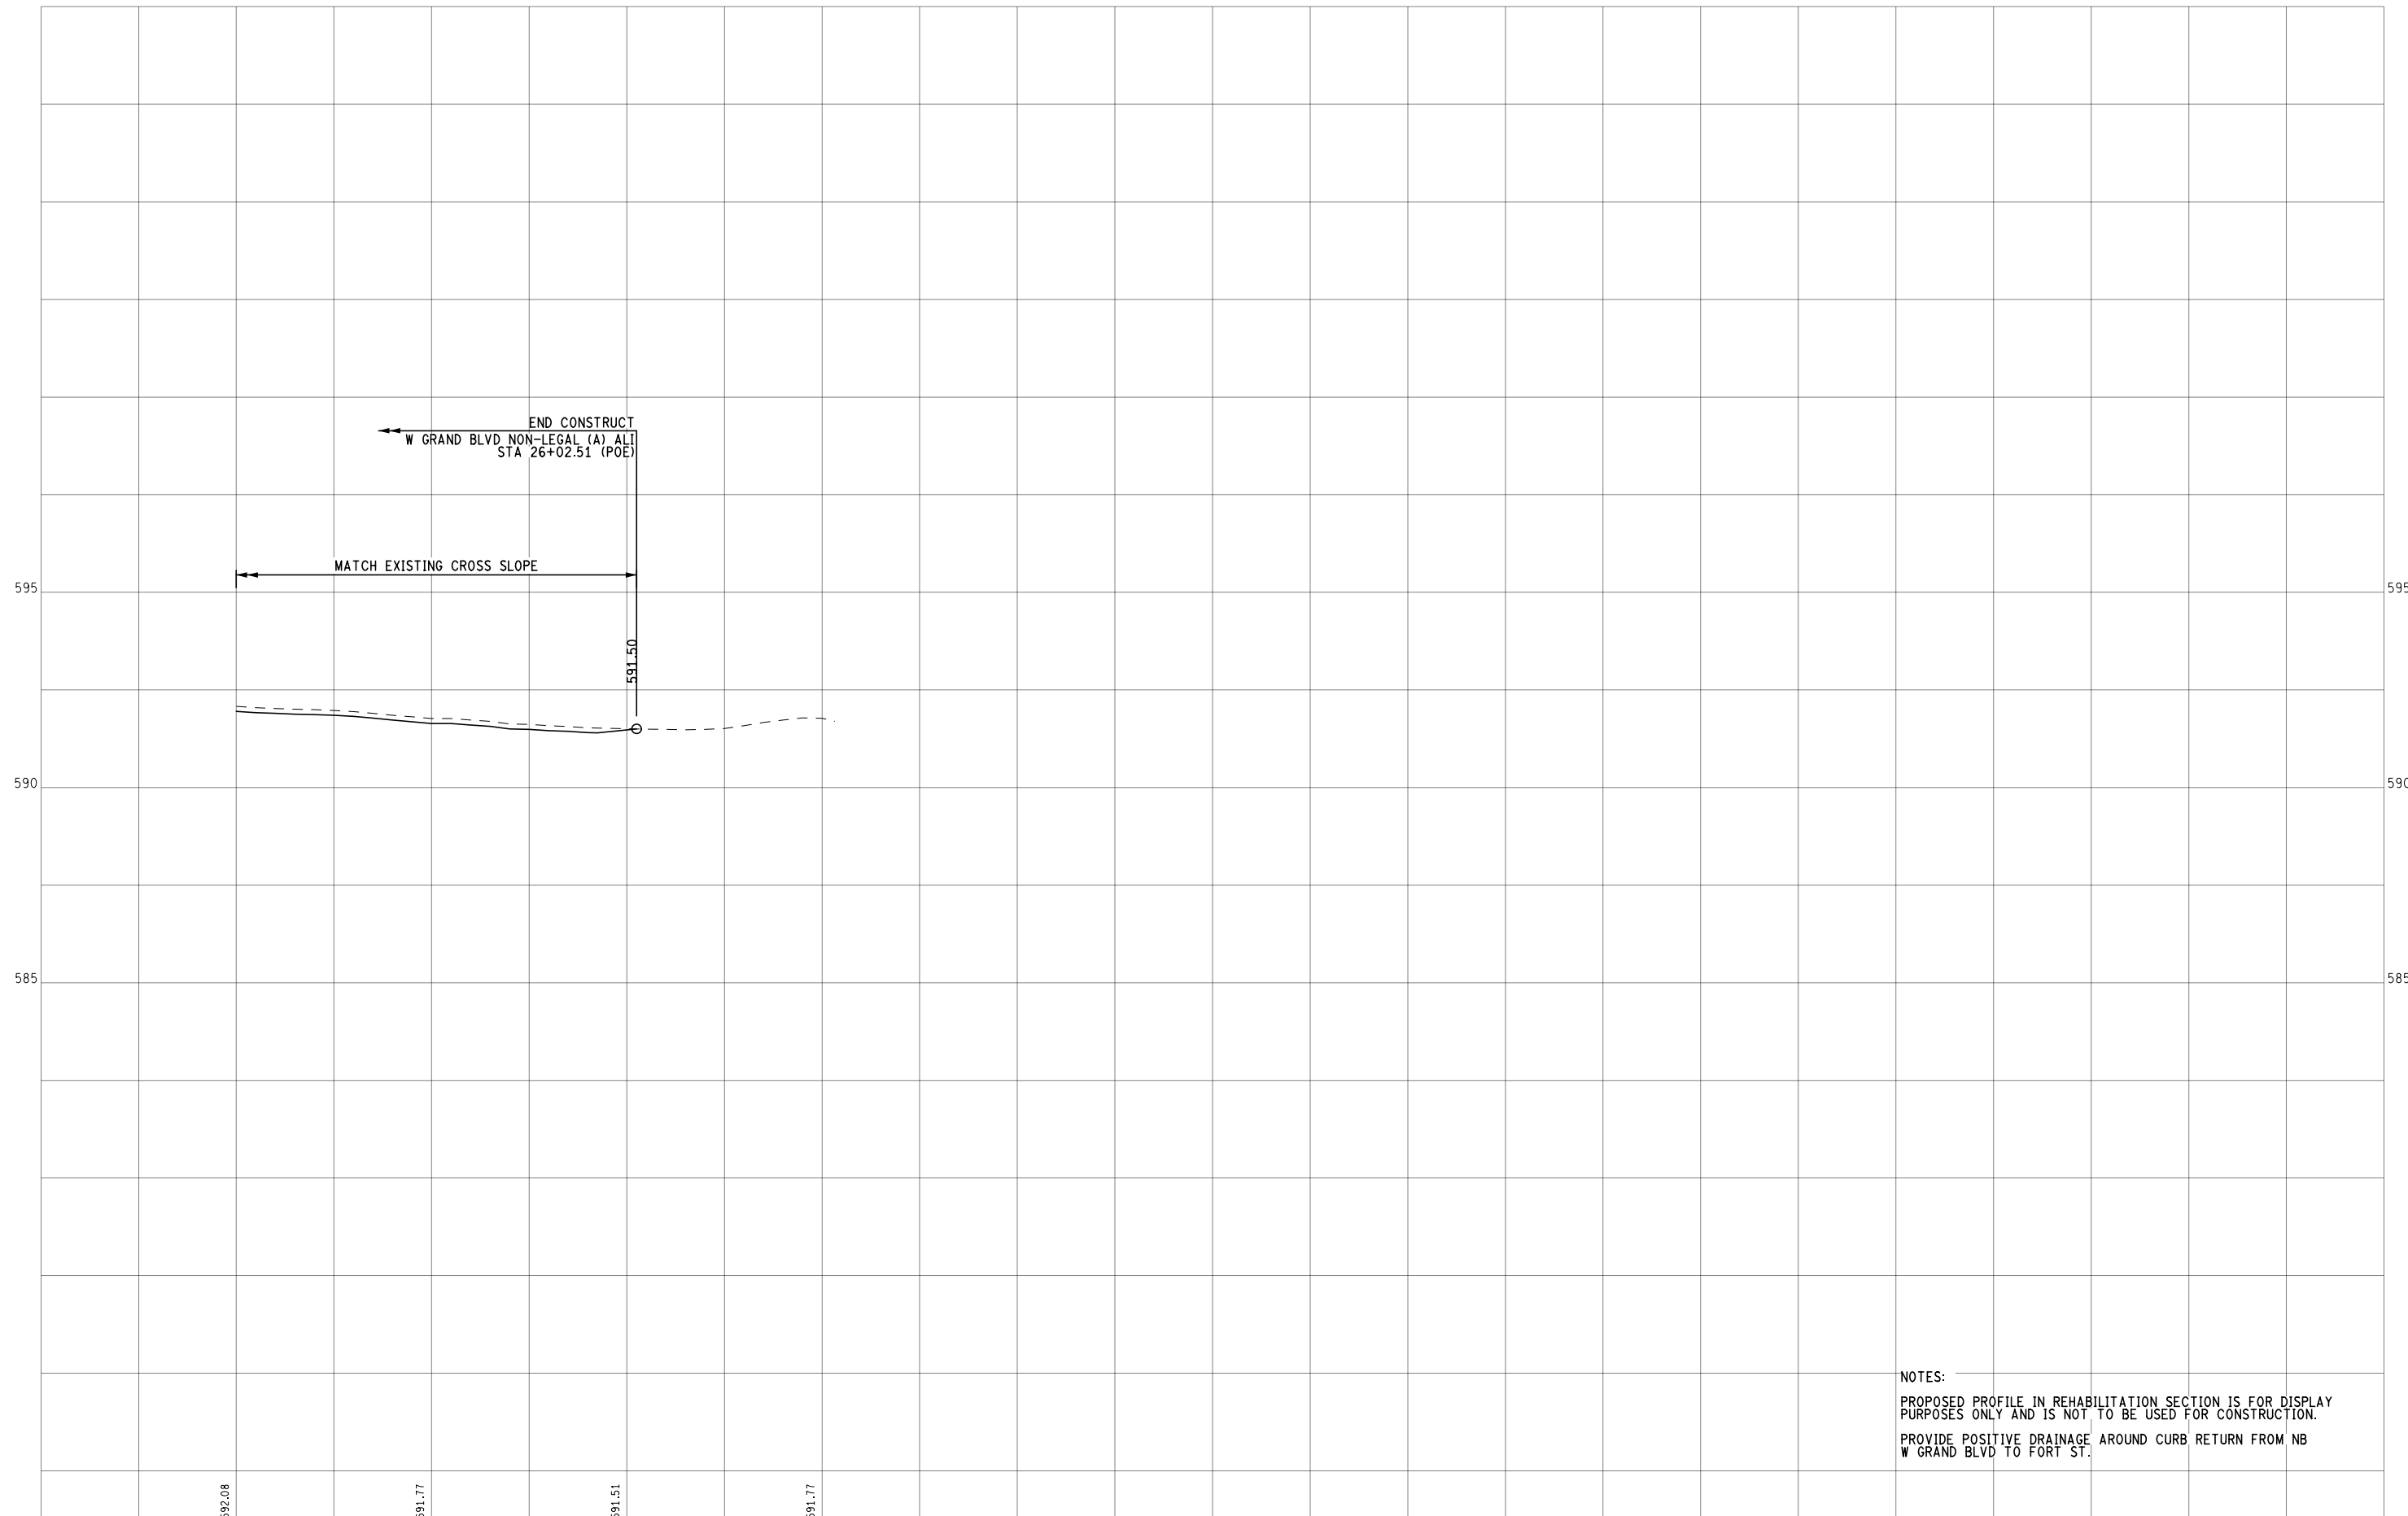 END CONSTRUCT
W GRAND BLVD NON-LEGAL (A) ALI
STA 26+02.51 (POE)
MATCH EXISTING CROSS SLOPE
595
595
591.50
590
590
585
585
NOTES:
PROPOSED PROFILE IN REHABILITATION SECTION IS FOR DISPLAY
PURPOSES ONLY AND IS NOT TO BE USED FOR CONSTRUCTION.
PROVIDE POSITIVE DRAINAGE AROUND CURB RETURN FROM NB
W GRAND BLVD TO FORT ST.
592.08
591.77
591.51
591.77